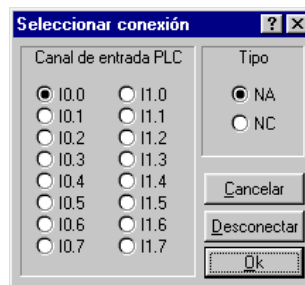 Seleccionar conexión
Canal de entrada PLC
Tipo
I0.0 I1.0
I0.1 I1.1
I0.2 I1.2
I0.3 I1.3
I0.4 I1.4
I0.5 I1.5
I0.6 I1.6
I0.7 I1.7
NA
NC
Cancelar
Desconectar
Ok